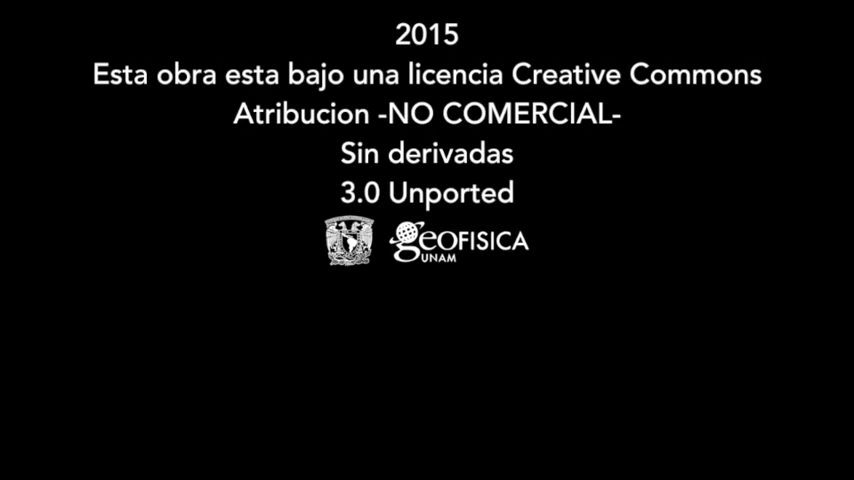 2015
Esta obra esta bajo una licencia Creative Commons
Atribucion -NO COMERCIAL-
Sin derivadas
3.0 Unported
geOFISICA
UNAM